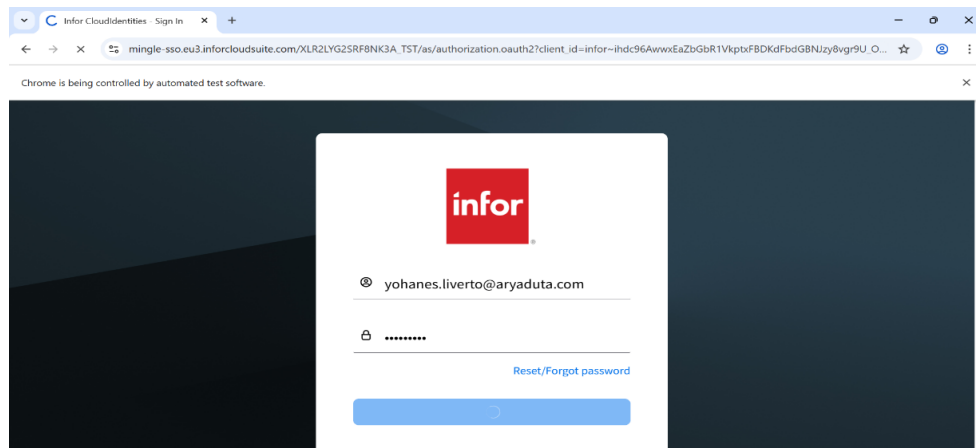 Infor CloudIdentities - Sign In
mingle-sso.eu3.inforcloudsuite.com/XLR2LYG2SRF8NK3A_TST/as/authorization.oauth2?client_id=infor~ihdc96AwwxEaZbGbR1VkptxFBDKdFbdGBNJzy8vgr9U_O...
Chrome is being controlled by automated test software.
infor
®
yohanes.liverto@aryaduta.com
•••••••••
Reset/Forgot password